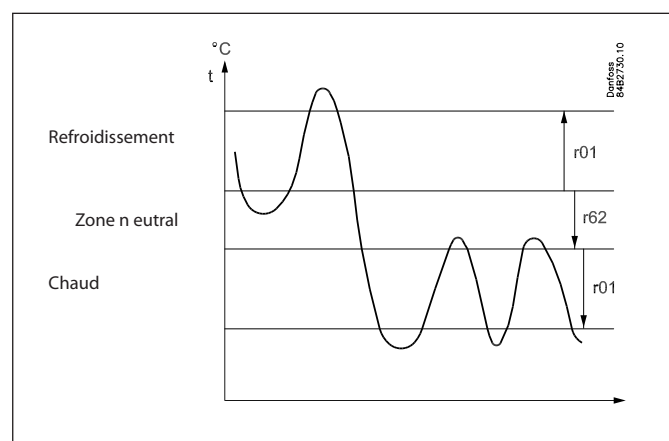 °C
t
Danfoss
84B2730.10
Refroidissement
r01
Zone n eutral
r62
Chaud
r01